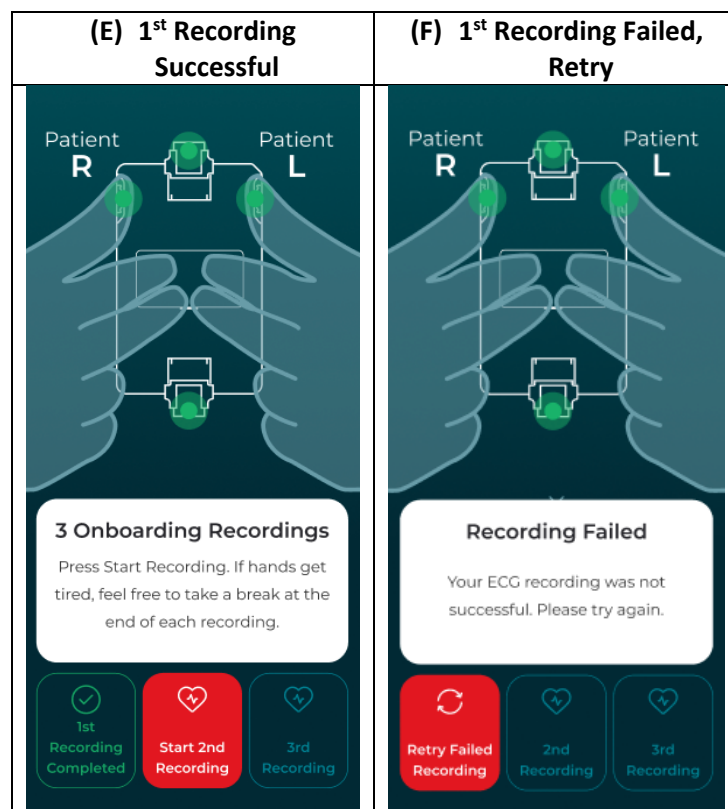 (E) 1st Recording
Successful
(F) 1st Recording Failed,
Retry
Patient
R
Patient
L
3 Onboarding Recordings
Press Start Recording. If hands get
tired, feel free to take a break at the
end of each recording.
1st
Recording
Completed
Start 2nd
Recording
3rd
Recording
Patient
R
Patient
L
Recording Failed
Your ECG recording was not
successful. Please try again.
Retry Failed
Recording
2nd
Recording
3rd
Recording